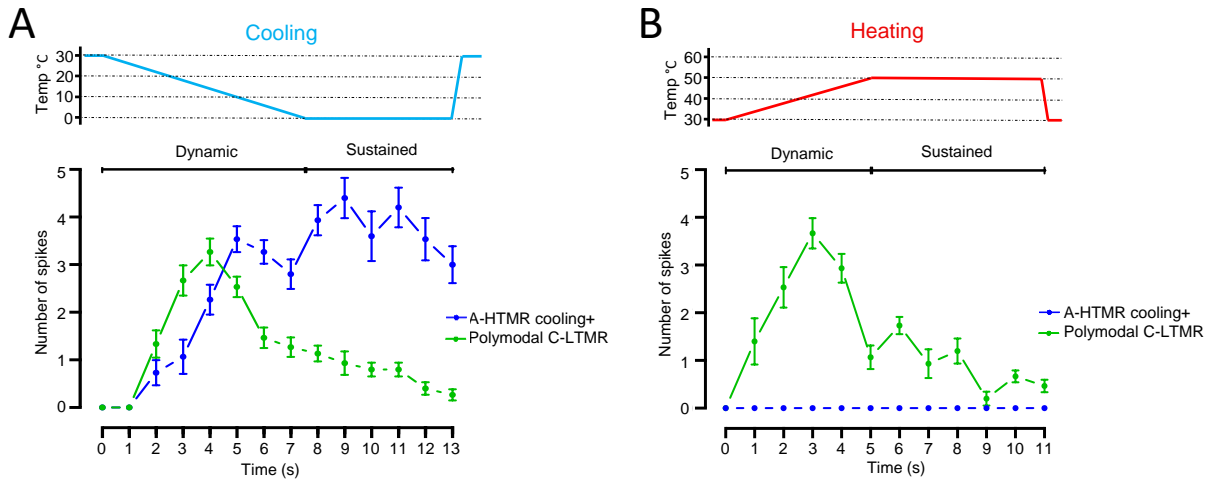 A
Cooling
Temp °C
30
20
10
0
Dynamic
Sustained
Number of spikes
5
4
3
2
1
0
A-HTMR cooling+
Polymodal C-LTMR
0 1 2 3 4 5 6 7 8 9 10 11 12 13
Time (s)
B
Heating
Temp °C
60
50
40
30
Dynamic
Sustained
Number of spikes
5
4
3
2
1
0
A-HTMR cooling+
Polymodal C-LTMR
0 1 2 3 4 5 6 7 8 9 10 11
Time (s)